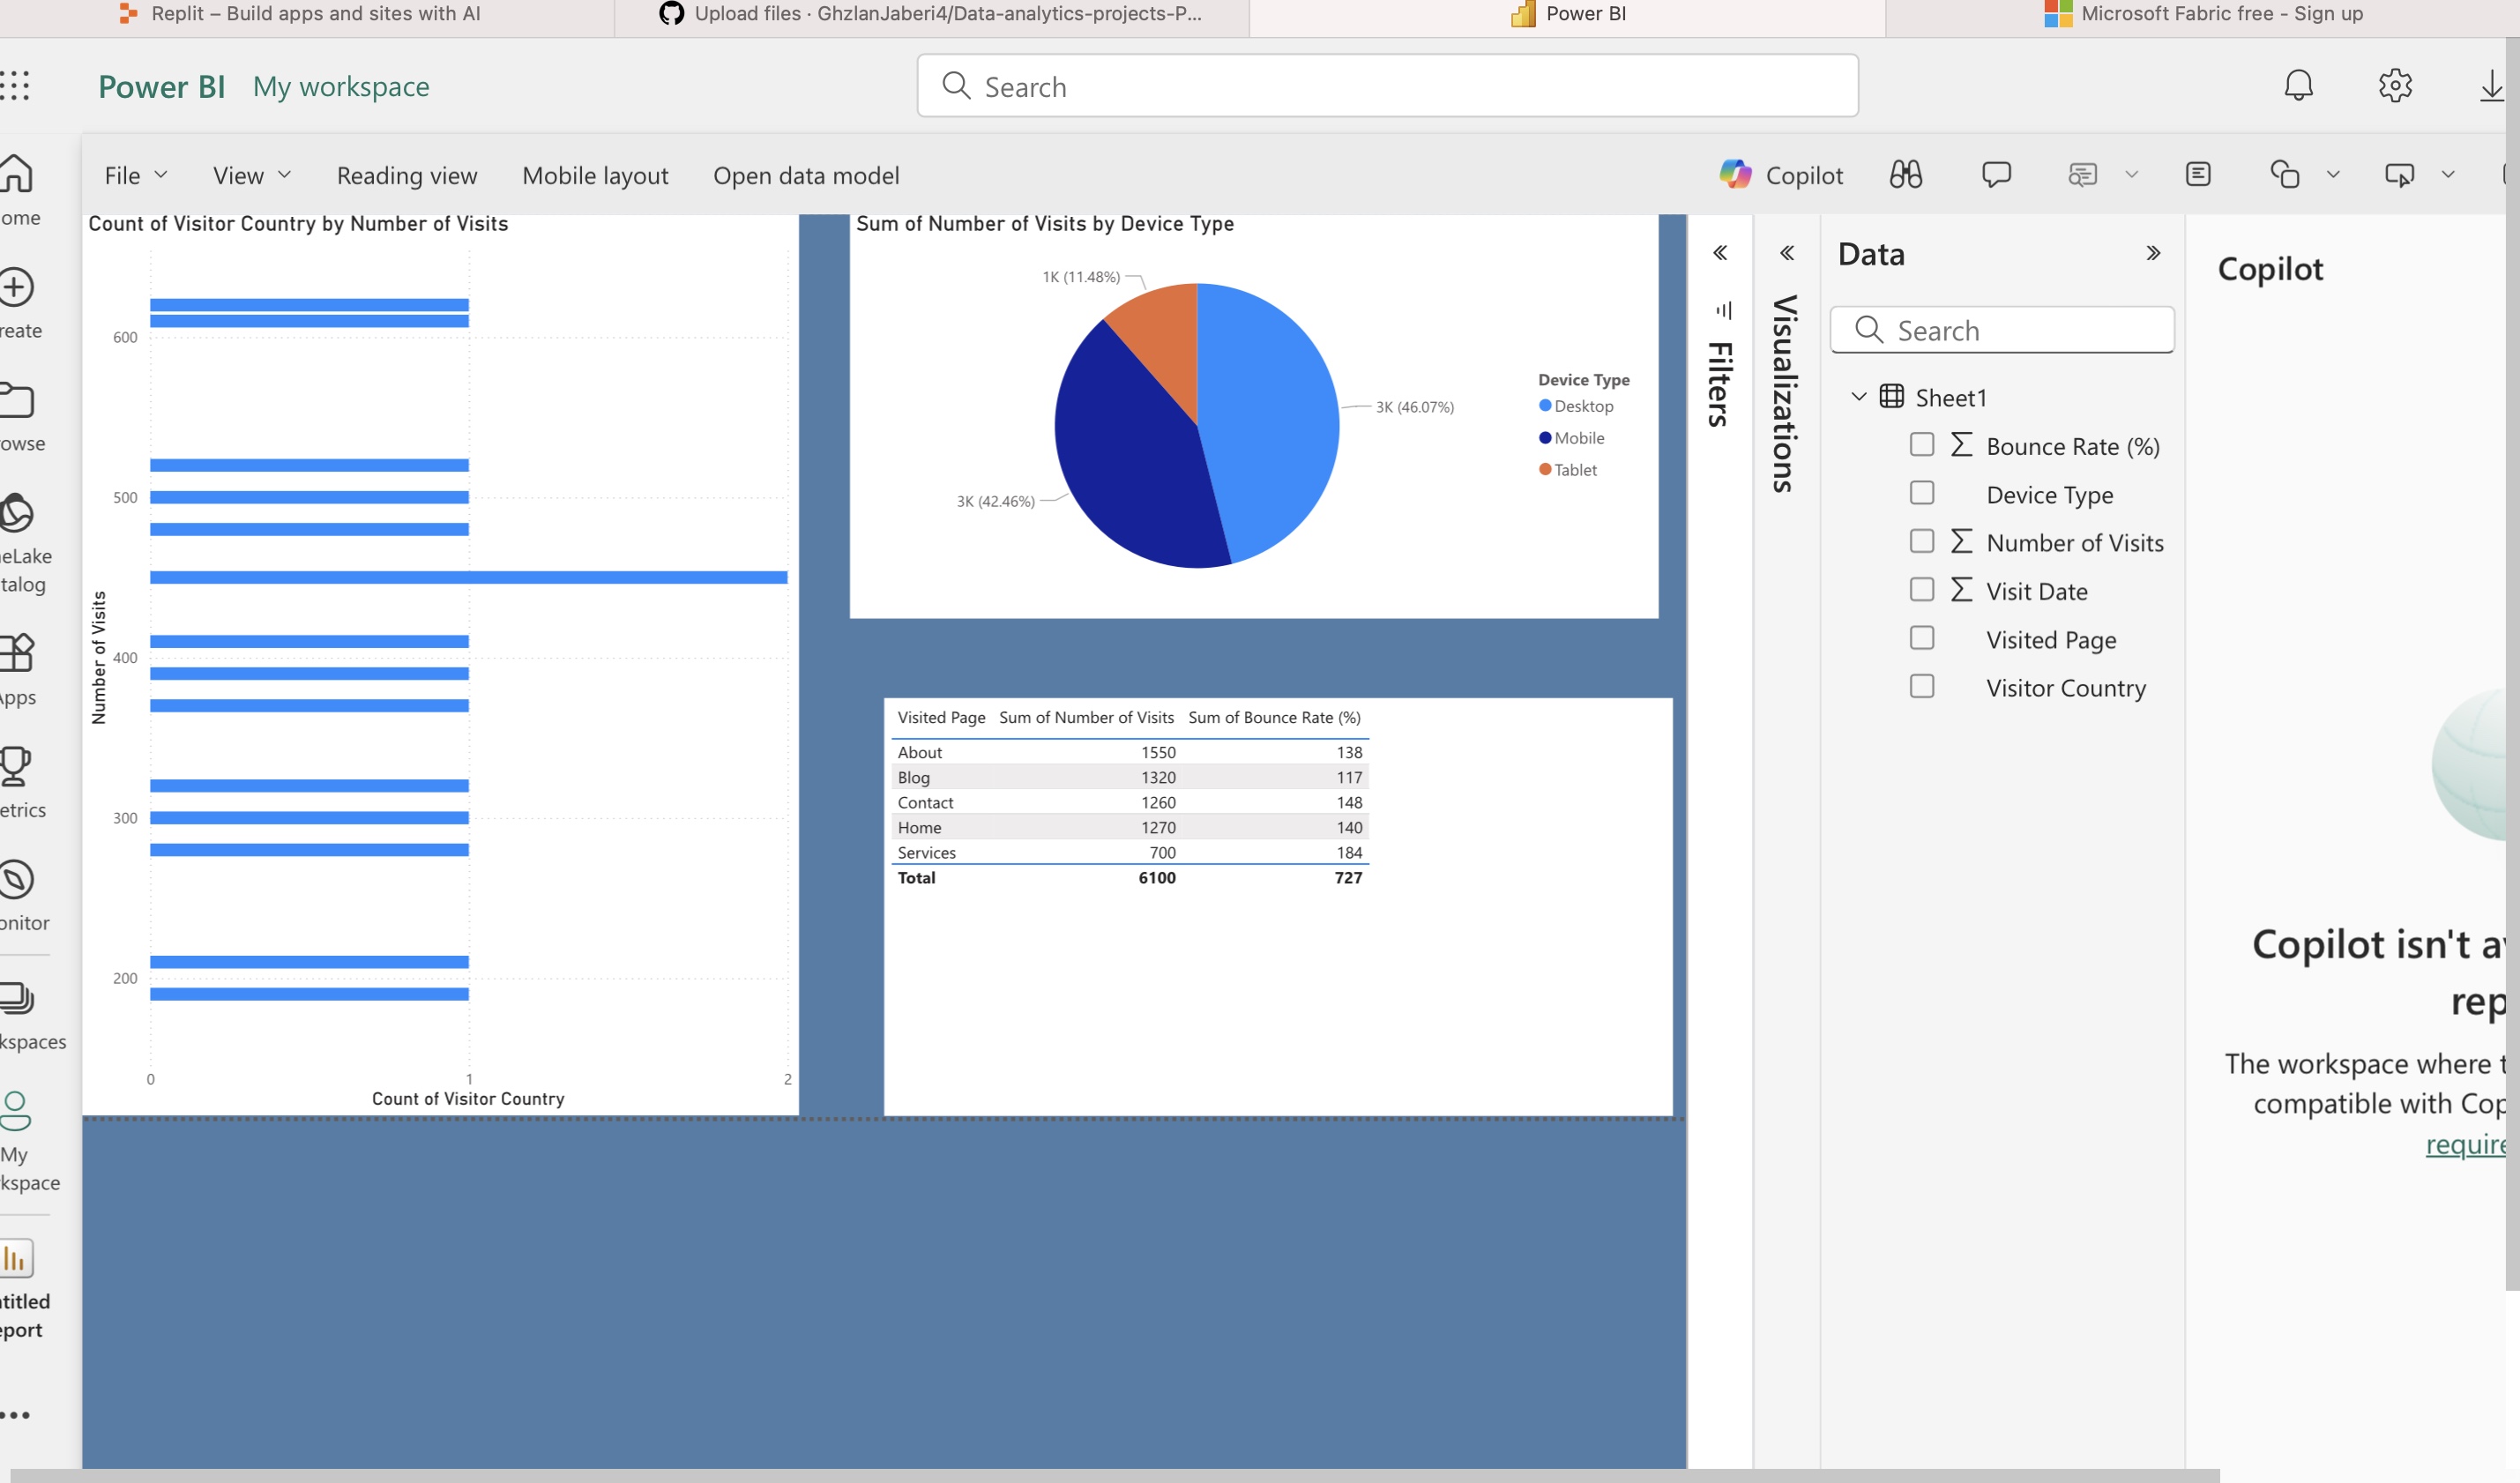 Replit – Build apps and sites with AI
Upload files · GhzlanJaberi4/Data-analytics-projects-P...
Power BI
Microsoft Fabric free - Sign up
Power BI My workspace
Search
File View Reading view Mobile layout Open data model
Copilot
ome
reate
owse
neLake
talog
Apps
etrics
onitor
kspaces
My
kspace
titled
eport
Count of Visitor Country by Number of Visits
600
500
400
300
200
Number of Visits
0 1 2
Count of Visitor Country
Sum of Number of Visits by Device Type
1K (11.48%)
3K (46.07%)
3K (42.46%)
Device Type
Desktop
Mobile
Tablet
Visited Page Sum of Number of Visits Sum of Bounce Rate (%)
About 1550 138
Blog 1320 117
Contact 1260 148
Home 1270 140
Services 700 184
Total 6100 727
Filters
Visualizations
Data
Search
Sheet1
Bounce Rate (%)
Device Type
Number of Visits
Visit Date
Visited Page
Visitor Country
Copilot
Copilot isn't a
rep
The workspace where t
compatible with Cop
require